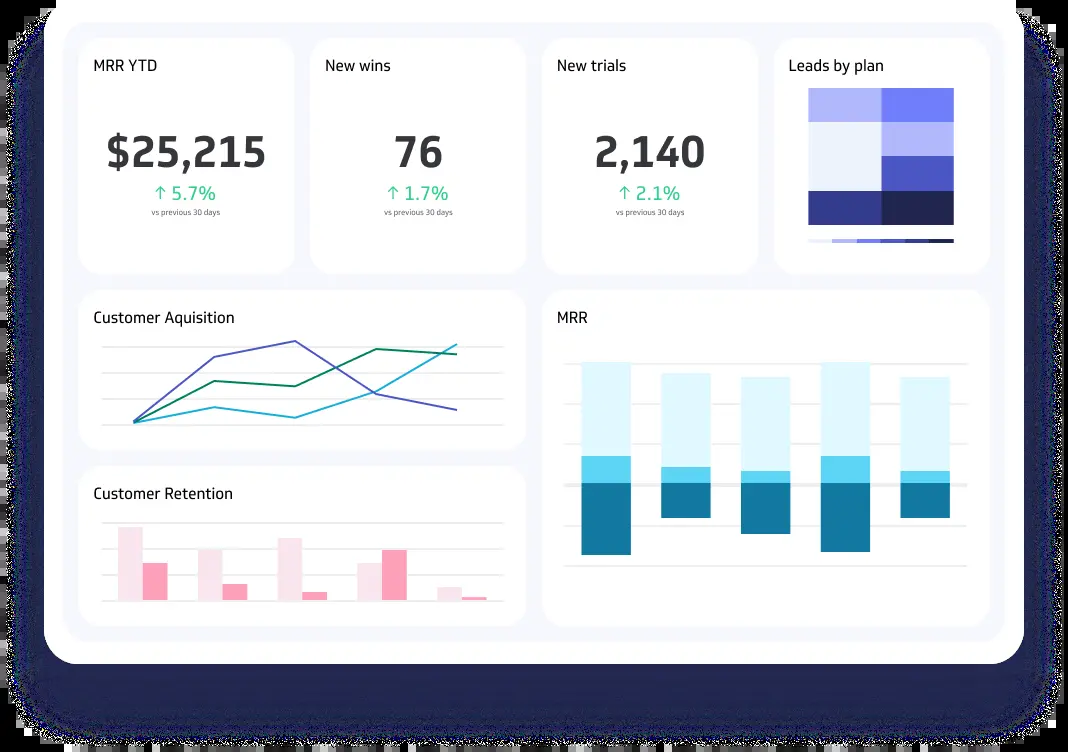 MRR YTD
$25,215
↑ 5.7%
vs previous 30 days
New wins
76
↑ 1.7%
vs previous 30 days
New trials
2,140
↑ 2.1%
vs previous 30 days
Leads by plan
Customer Aquisition
Customer Retention
MRR